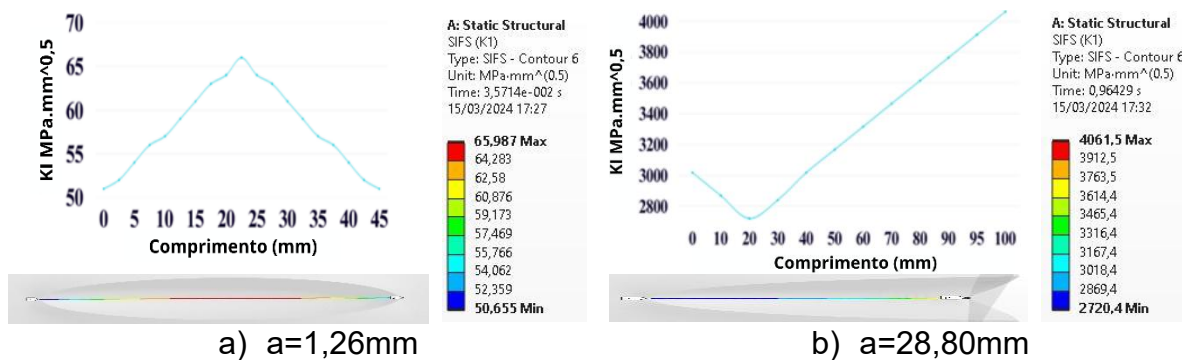 70
65
60
55
50
KI MPa.mm^0,5
0 5 10 15 20 25 30 35 40 45
Comprimento (mm)
A: Static Structural
SIFS (K1)
Type: SIFS - Contour 6
Unit: MPa·mm^(0.5)
Time: 3,5714e-002 s
15/03/2024 17:27
65,987 Max
64,283
62,58
60,876
59,173
57,469
55,766
54,062
52,359
50,655 Min
a) a=1,26mm
4000
3800
3600
3400
3200
3000
2800
KI MPa.mm^0,5
0 10 20 30 40 50 60 70 80 90 95 100
Comprimento (mm)
A: Static Structural
SIFS (K1)
Type: SIFS - Contour 6
Unit: MPa·mm^(0.5)
Time: 0,96429 s
15/03/2024 17:32
4061,5 Max
3912,5
3763,5
3614,4
3465,4
3316,4
3167,4
3018,4
2869,4
2720,4 Min
b) a=28,80mm